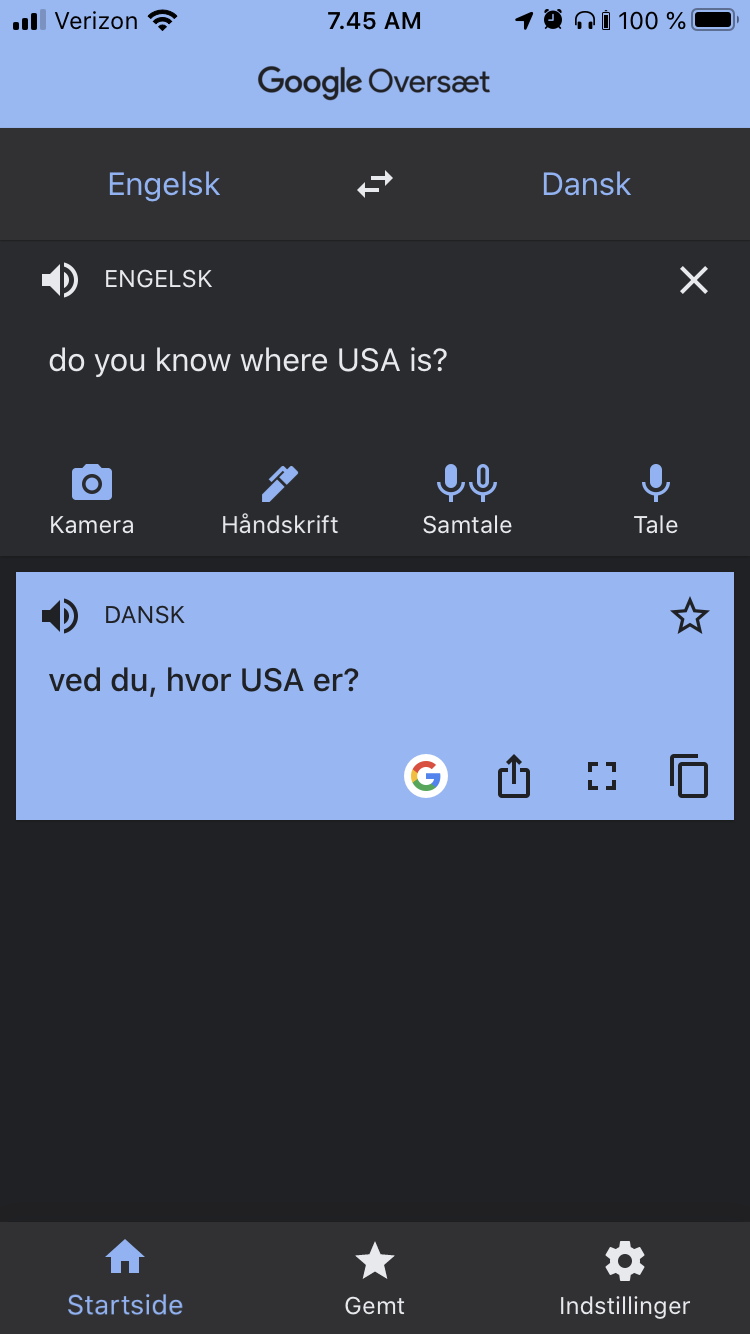 Verizon 7.45 AM 100 %
Google Oversæt
Engelsk Dansk
ENGELSK
do you know where USA is?
Kamera Håndskrift Samtale Tale
DANSK
ved du, hvor USA er?
G
Startside Gemt Indstillinger